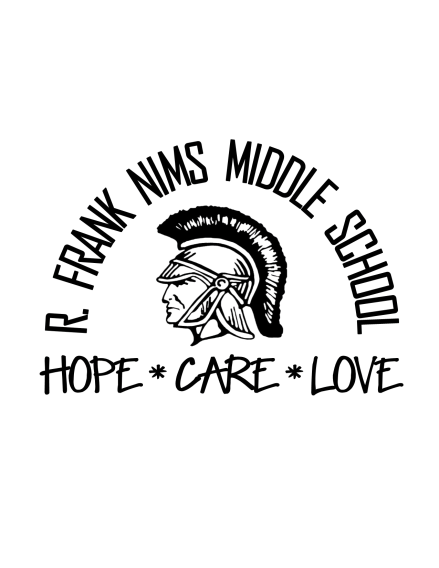 R. FRANK NIMS MIDDLE SCHOOL
HOPE * CARE * LOVE